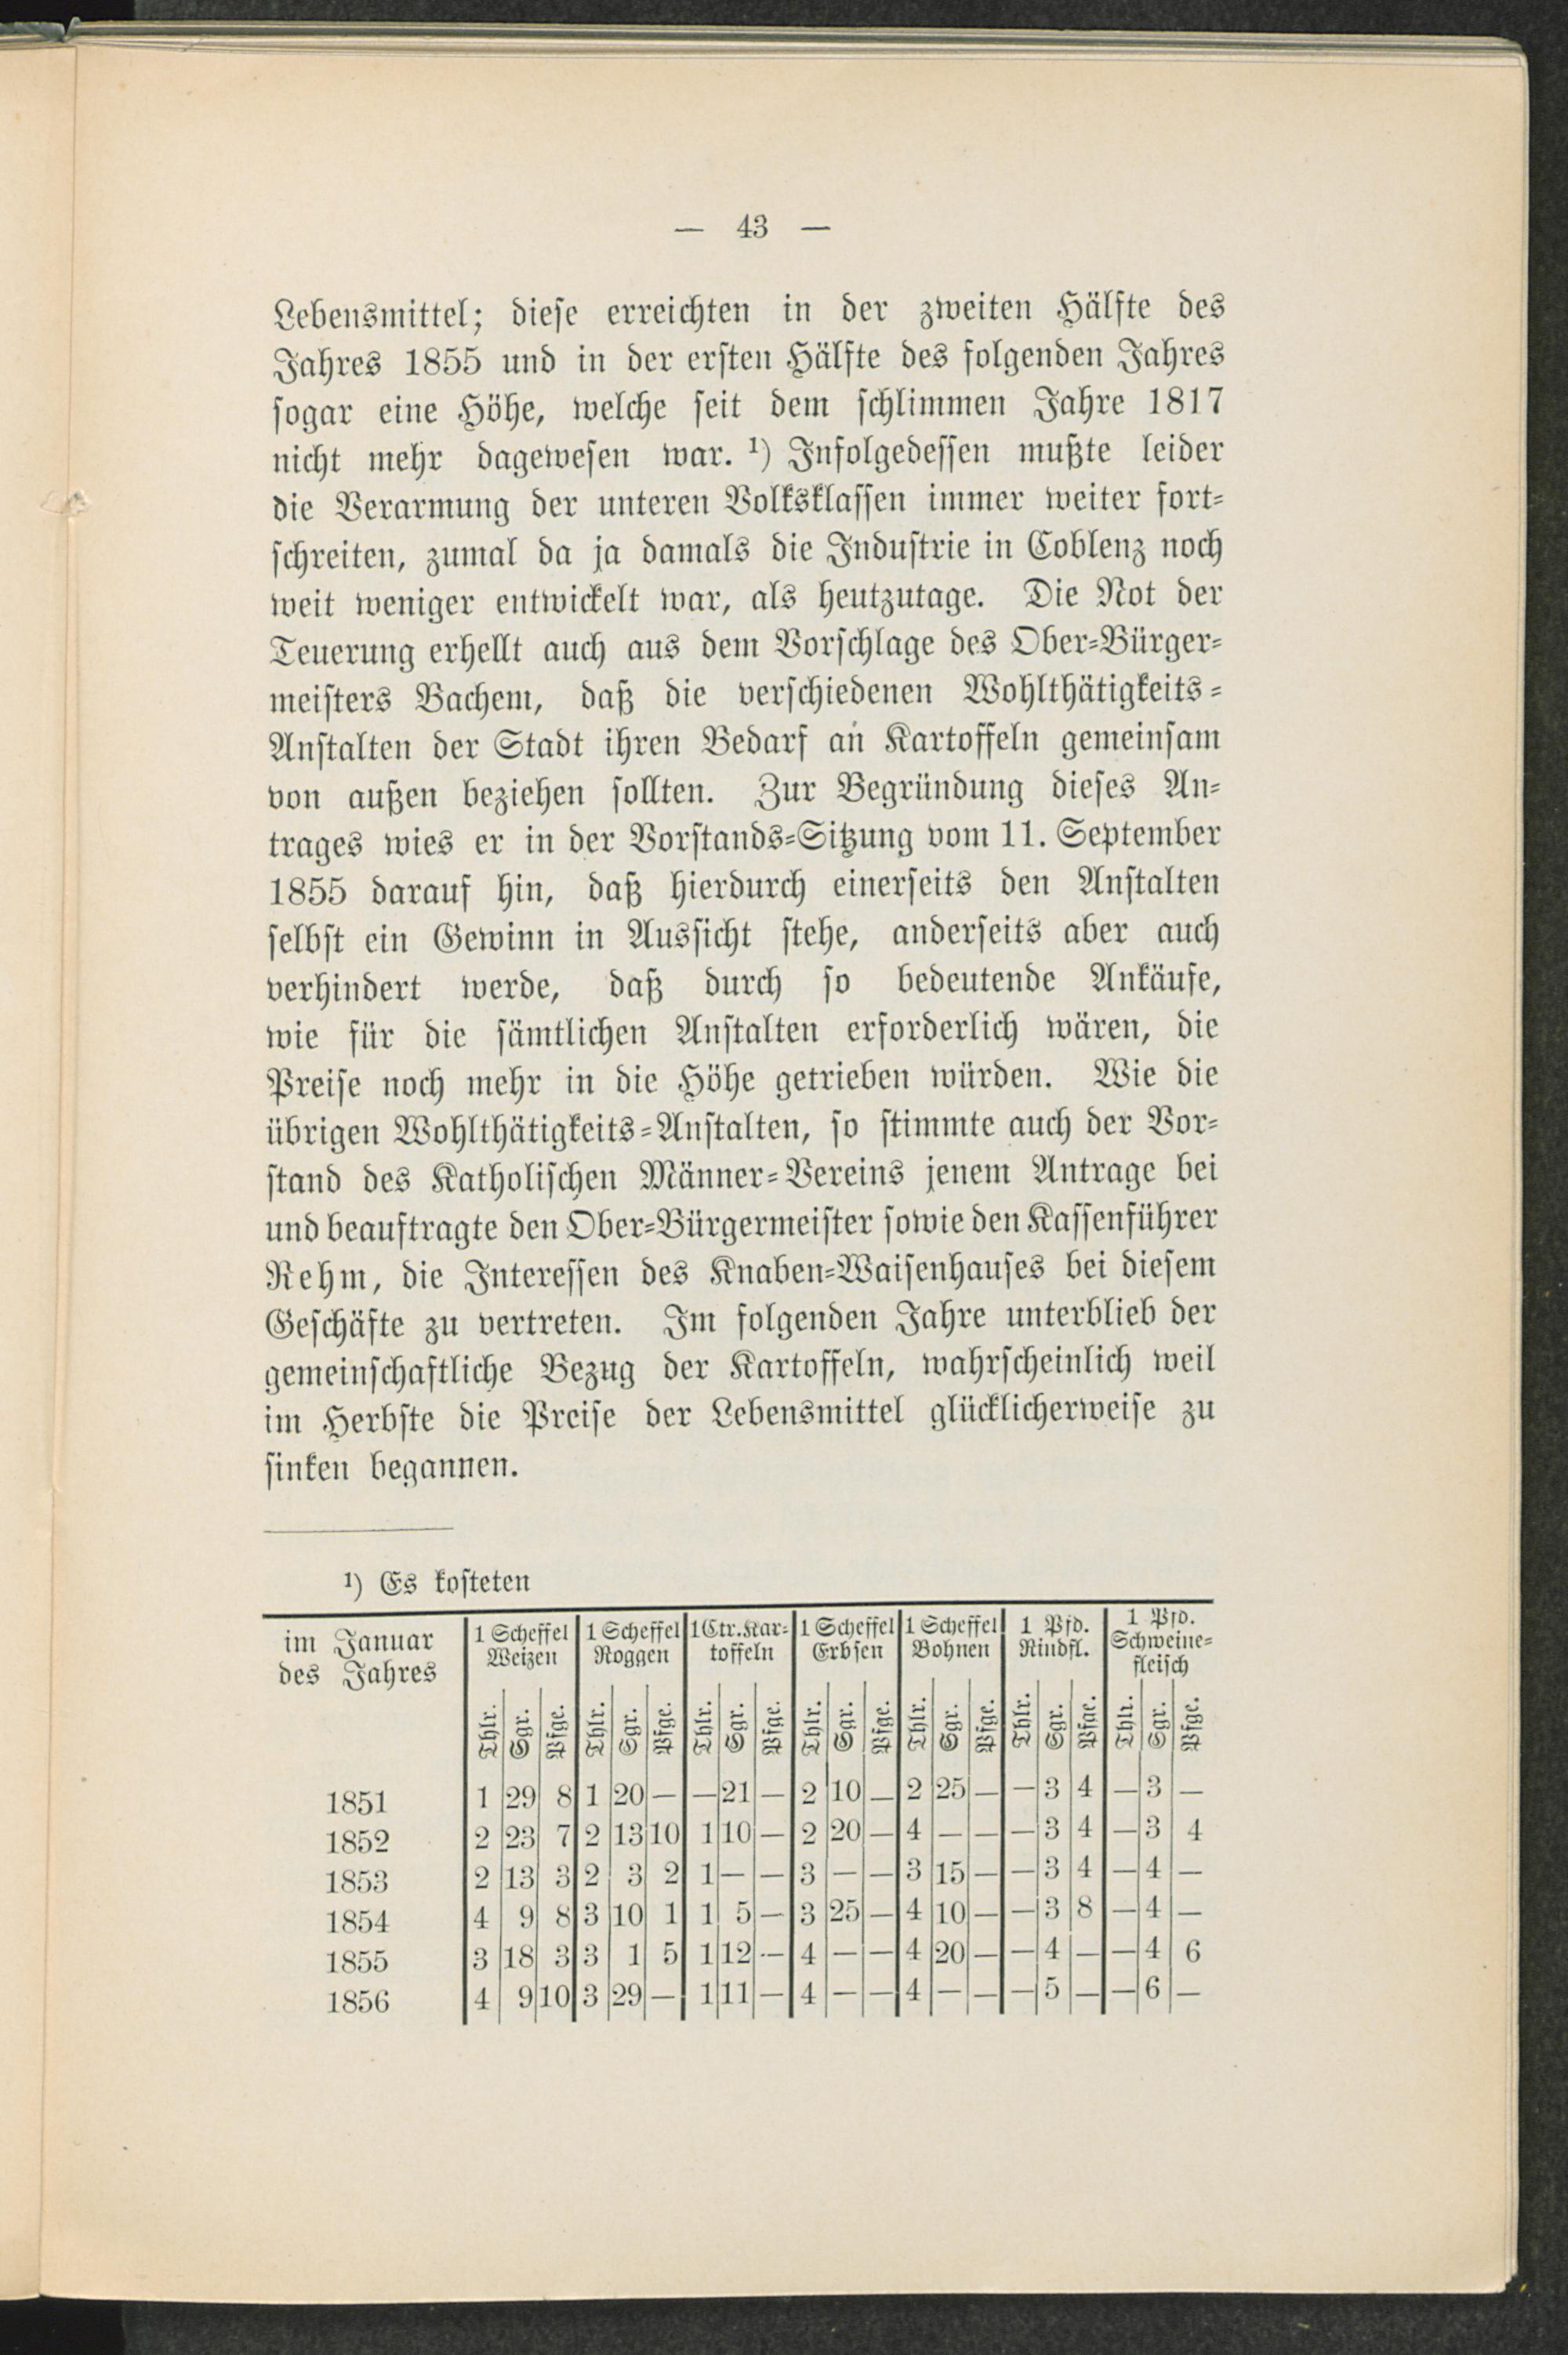 — 43 —
Lebensmittel; diese erreichten in der zweiten Hälfte des
Jahres 1855 und in der ersten Hälfte des folgenden Jahres
sogar eine Höhe, welche seit dem schlimmen Jahre 1817
nicht mehr dagewesen war. ¹) Infolgedessen mußte leider
die Verarmung der unteren Volksklassen immer weiter fort-
schreiten, zumal da ja damals die Industrie in Coblenz noch
weit weniger entwickelt war, als heutzutage. Die Not der
Teuerung erhellt auch aus dem Vorschlage des Ober-Bürger-
meisters Bachem, daß die verschiedenen Wohlthätigkeits-
Anstalten der Stadt ihren Bedarf an Kartoffeln gemeinsam
von außen beziehen sollten. Zur Begründung dieses An-
trages wies er in der Vorstands-Sitzung vom 11. September
1855 darauf hin, daß hierdurch einerseits den Anstalten
selbst ein Gewinn in Aussicht stehe, anderseits aber auch
verhindert werde, daß durch so bedeutende Ankäufe,
wie für die sämtlichen Anstalten erforderlich wären, die
Preise noch mehr in die Höhe getrieben würden. Wie die
übrigen Wohlthätigkeits-Anstalten, so stimmte auch der Vor-
stand des Katholischen Männer-Vereins jenem Antrage bei
und beauftragte den Ober-Bürgermeister sowie den Kassenführer
Rehm, die Interessen des Knaben-Waisenhauses bei diesem
Geschäfte zu vertreten. Im folgenden Jahre unterblieb der
gemeinschaftliche Bezug der Kartoffeln, wahrscheinlich weil
im Herbste die Preise der Lebensmittel glücklicherweise zu
sinken begannen.
¹) Es kosteten
im Januar des Jahres | 1 Scheffel Weizen | 1 Scheffel Roggen | 1 Ctr. Kar-toffeln | 1 Scheffel Erbsen | 1 Scheffel Bohnen | 1 Pfd. Rindfl. | 1 Pfd. Schweine-fleisch
Thlr. Sgr. Pfge. | Thlr. Sgr. Pfge. | Thlr. Sgr. Pfge. | Thlr. Sgr. Pfge. | Thlr. Sgr. Pfge. | Thlr. Sgr. Pfge. | Thlr. Sgr. Pfge.
1851 | 1 29 8 | 1 20 — | — 21 — | 2 10 — | 2 25 — | — 3 4 | — 3 —
1852 | 2 23 7 | 2 13 10 | 1 10 — | 2 20 — | 4 — — | — 3 4 | — 3 4
1853 | 2 13 3 | 2 3 2 | 1 — — | 3 — — | 3 15 — | — 3 4 | — 4 —
1854 | 4 9 8 | 3 10 1 | 1 5 — | 3 25 — | 4 10 — | — 3 8 | — 4 —
1855 | 3 18 3 | 3 1 5 | 1 12 — | 4 — — | 4 20 — | — 4 — | — 4 6
1856 | 4 9 10 | 3 29 — | 1 11 — | 4 — — | 4 — — | — 5 — | — 6 —